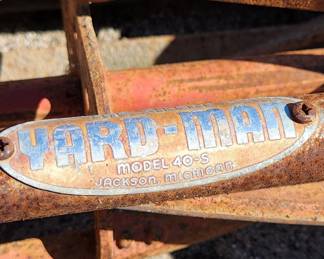 YARD-MAN
MODEL 40-S
JACKSON, MICHIGAN